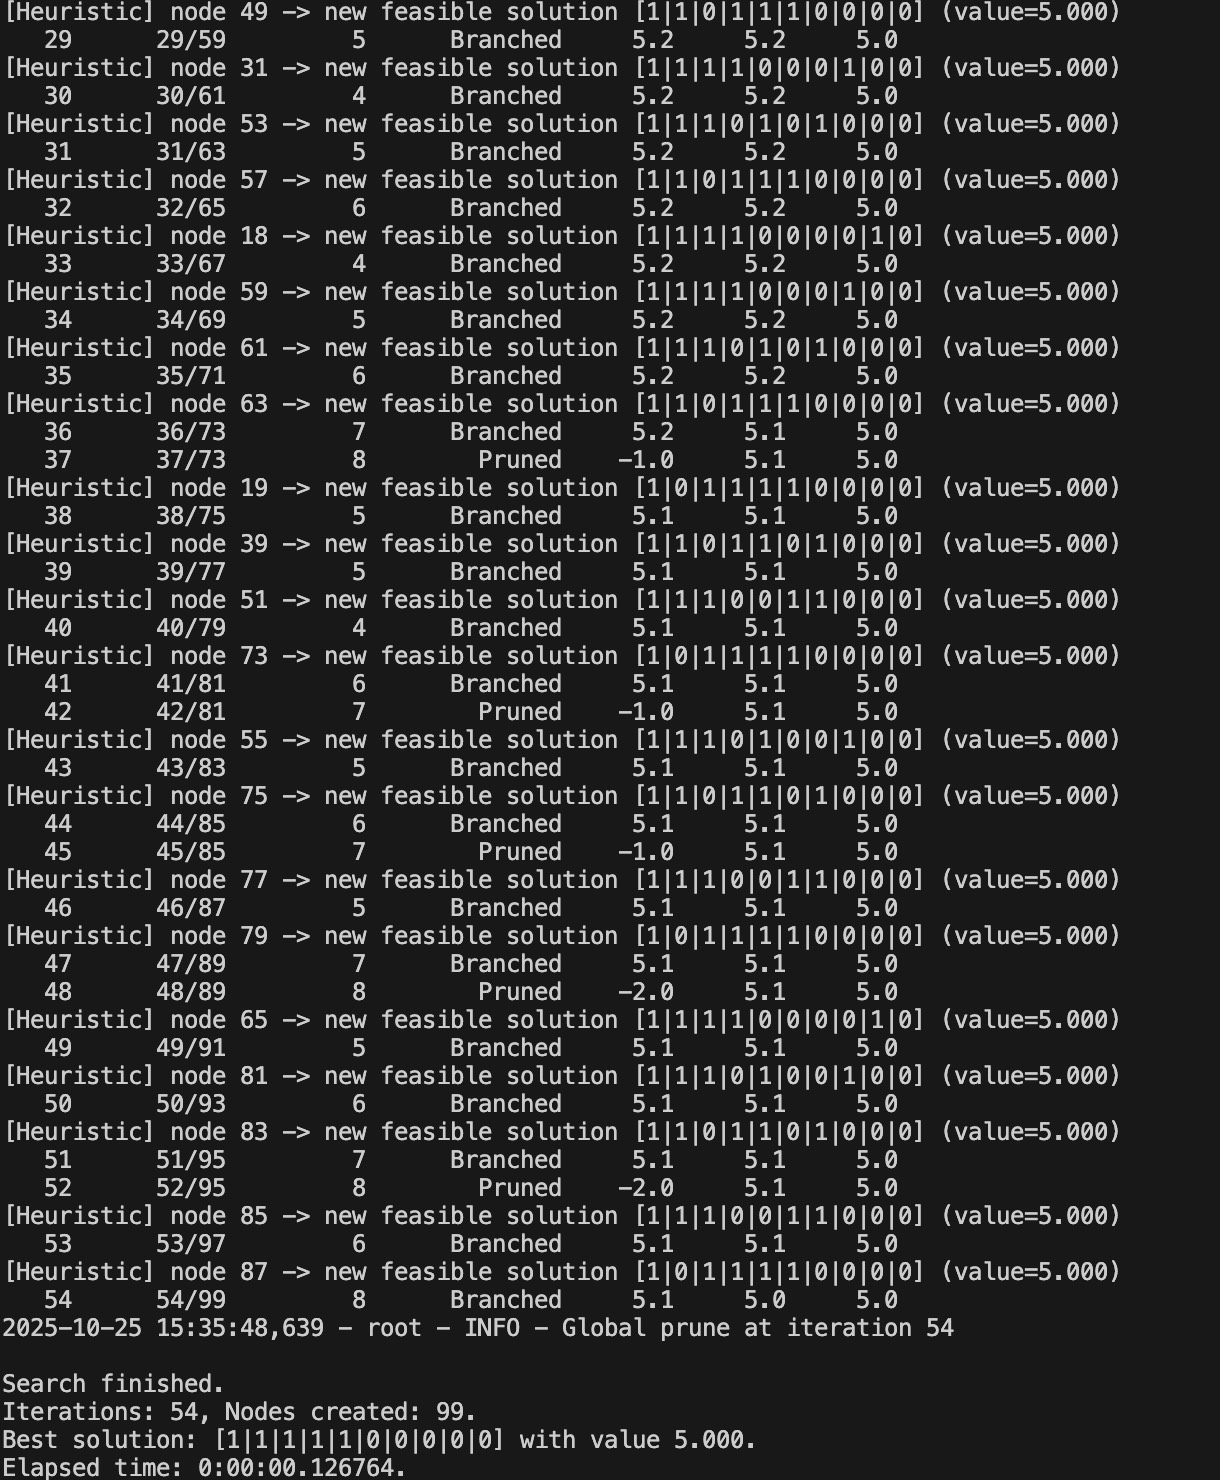 [Heuristic] node 49 -> new feasible solution [1|1|0|1|1|1|0|0|0|0] (value=5.000)
29 29/59 5 Branched 5.2 5.2 5.0
[Heuristic] node 31 -> new feasible solution [1|1|1|1|0|0|0|1|0|0] (value=5.000)
30 30/61 4 Branched 5.2 5.2 5.0
[Heuristic] node 53 -> new feasible solution [1|1|1|0|1|0|1|0|0|0] (value=5.000)
31 31/63 5 Branched 5.2 5.2 5.0
[Heuristic] node 57 -> new feasible solution [1|1|0|1|1|1|0|0|0|0] (value=5.000)
32 32/65 6 Branched 5.2 5.2 5.0
[Heuristic] node 18 -> new feasible solution [1|1|1|1|0|0|0|0|1|0] (value=5.000)
33 33/67 4 Branched 5.2 5.2 5.0
[Heuristic] node 59 -> new feasible solution [1|1|1|1|0|0|0|1|0|0] (value=5.000)
34 34/69 5 Branched 5.2 5.2 5.0
[Heuristic] node 61 -> new feasible solution [1|1|1|0|1|0|1|0|0|0] (value=5.000)
35 35/71 6 Branched 5.2 5.2 5.0
[Heuristic] node 63 -> new feasible solution [1|1|0|1|1|1|0|0|0|0] (value=5.000)
36 36/73 7 Branched 5.2 5.1 5.0
37 37/73 8 Pruned -1.0 5.1 5.0
[Heuristic] node 19 -> new feasible solution [1|0|1|1|1|1|0|0|0|0] (value=5.000)
38 38/75 5 Branched 5.1 5.1 5.0
[Heuristic] node 39 -> new feasible solution [1|1|0|1|1|0|1|0|0|0] (value=5.000)
39 39/77 5 Branched 5.1 5.1 5.0
[Heuristic] node 51 -> new feasible solution [1|1|1|0|0|1|1|0|0|0] (value=5.000)
40 40/79 4 Branched 5.1 5.1 5.0
[Heuristic] node 73 -> new feasible solution [1|0|1|1|1|1|0|0|0|0] (value=5.000)
41 41/81 6 Branched 5.1 5.1 5.0
42 42/81 7 Pruned -1.0 5.1 5.0
[Heuristic] node 55 -> new feasible solution [1|1|1|0|1|0|0|1|0|0] (value=5.000)
43 43/83 5 Branched 5.1 5.1 5.0
[Heuristic] node 75 -> new feasible solution [1|1|0|1|1|0|1|0|0|0] (value=5.000)
44 44/85 6 Branched 5.1 5.1 5.0
45 45/85 7 Pruned -1.0 5.1 5.0
[Heuristic] node 77 -> new feasible solution [1|1|1|0|0|1|1|0|0|0] (value=5.000)
46 46/87 5 Branched 5.1 5.1 5.0
[Heuristic] node 79 -> new feasible solution [1|0|1|1|1|1|0|0|0|0] (value=5.000)
47 47/89 7 Branched 5.1 5.1 5.0
48 48/89 8 Pruned -2.0 5.1 5.0
[Heuristic] node 65 -> new feasible solution [1|1|1|1|0|0|0|0|1|0] (value=5.000)
49 49/91 5 Branched 5.1 5.1 5.0
[Heuristic] node 81 -> new feasible solution [1|1|1|0|1|0|0|1|0|0] (value=5.000)
50 50/93 6 Branched 5.1 5.1 5.0
[Heuristic] node 83 -> new feasible solution [1|1|0|1|1|0|1|0|0|0] (value=5.000)
51 51/95 7 Branched 5.1 5.1 5.0
52 52/95 8 Pruned -2.0 5.1 5.0
[Heuristic] node 85 -> new feasible solution [1|1|1|0|0|1|1|0|0|0] (value=5.000)
53 53/97 6 Branched 5.1 5.1 5.0
[Heuristic] node 87 -> new feasible solution [1|0|1|1|1|1|0|0|0|0] (value=5.000)
54 54/99 8 Branched 5.1 5.0 5.0
2025-10-25 15:35:48,639 - root - INFO - Global prune at iteration 54
Search finished.
Iterations: 54, Nodes created: 99.
Best solution: [1|1|1|1|1|0|0|0|0|0] with value 5.000.
Elapsed time: 0:00:00.126764.